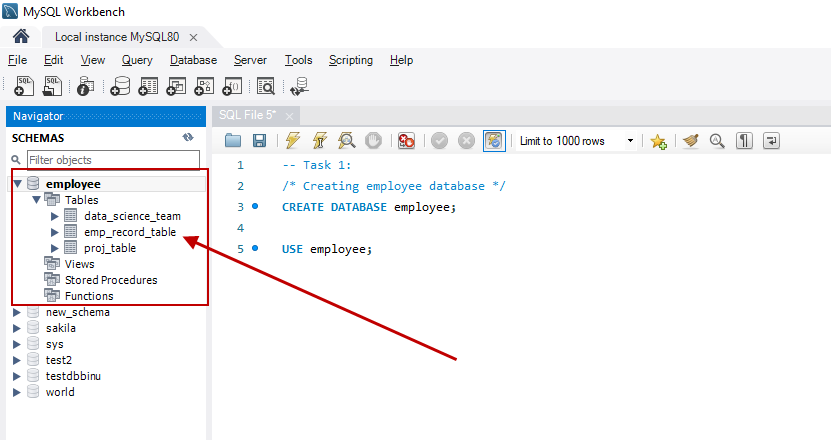 MySQL Workbench
Local instance MySQL80
File Edit View Query Database Server Tools Scripting Help
SQL SQL
Navigator
SCHEMAS
Filter objects
employee
Tables
data_science_team
emp_record_table
proj_table
Views
Stored Procedures
Functions
new_schema
sakila
sys
test2
testdbbinu
world
SQL File 5*
Limit to 1000 rows
1 -- Task 1:
2 /* Creating employee database */
3 CREATE DATABASE employee;
4
5 USE employee;